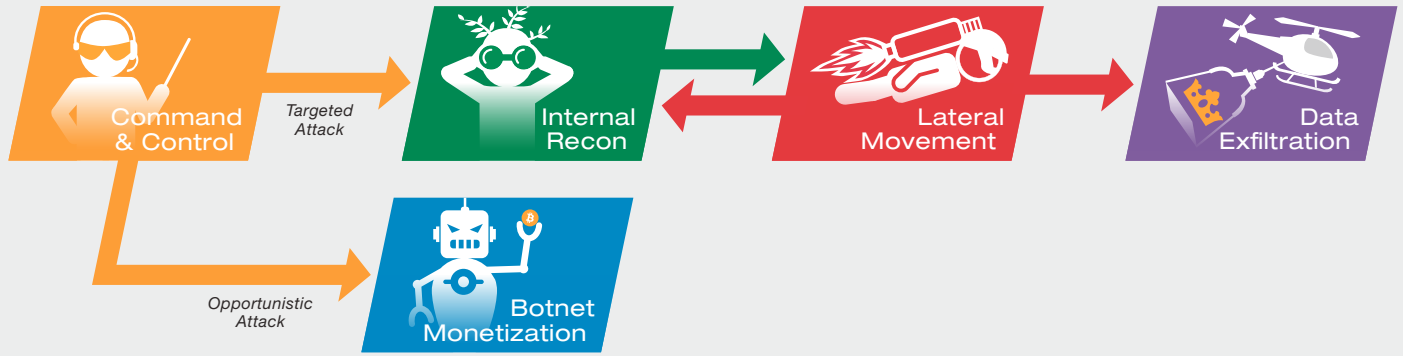 Command
& Control
Targeted
Attack
Internal
Recon
Lateral
Movement
Data
Exfiltration
Opportunistic
Attack
Botnet
Monetization